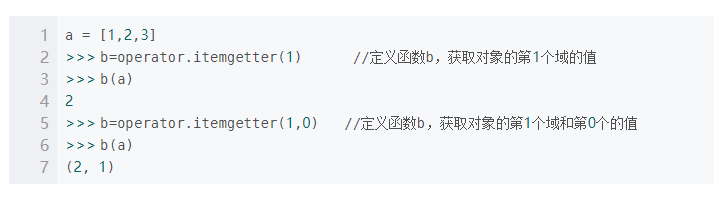 1 a = [1,2,3]
2 >>> b=operator.itemgetter(1)      //定义函数b，获取对象的第1个域的值
3 >>> b(a)
4 2
5 >>> b=operator.itemgetter(1,0)   //定义函数b，获取对象的第1个域和第0个的值
6 >>> b(a)
7 (2, 1)